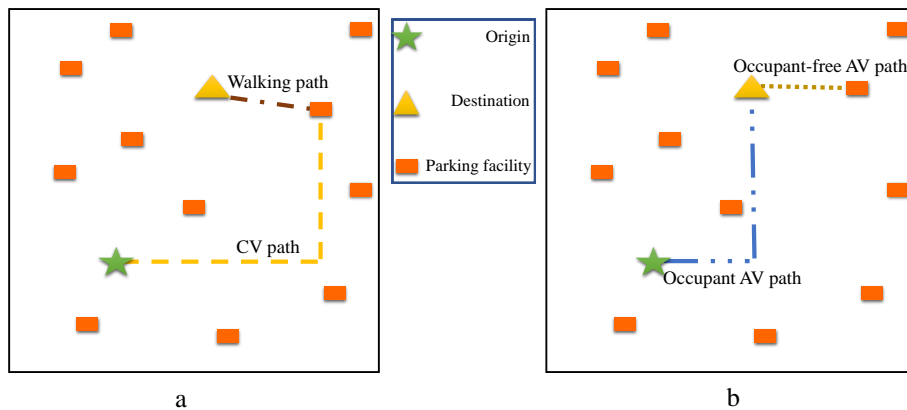 Walking path
CV path
a
Origin
Destination
Parking facility
Occupant-free AV path
Occupant AV path
b